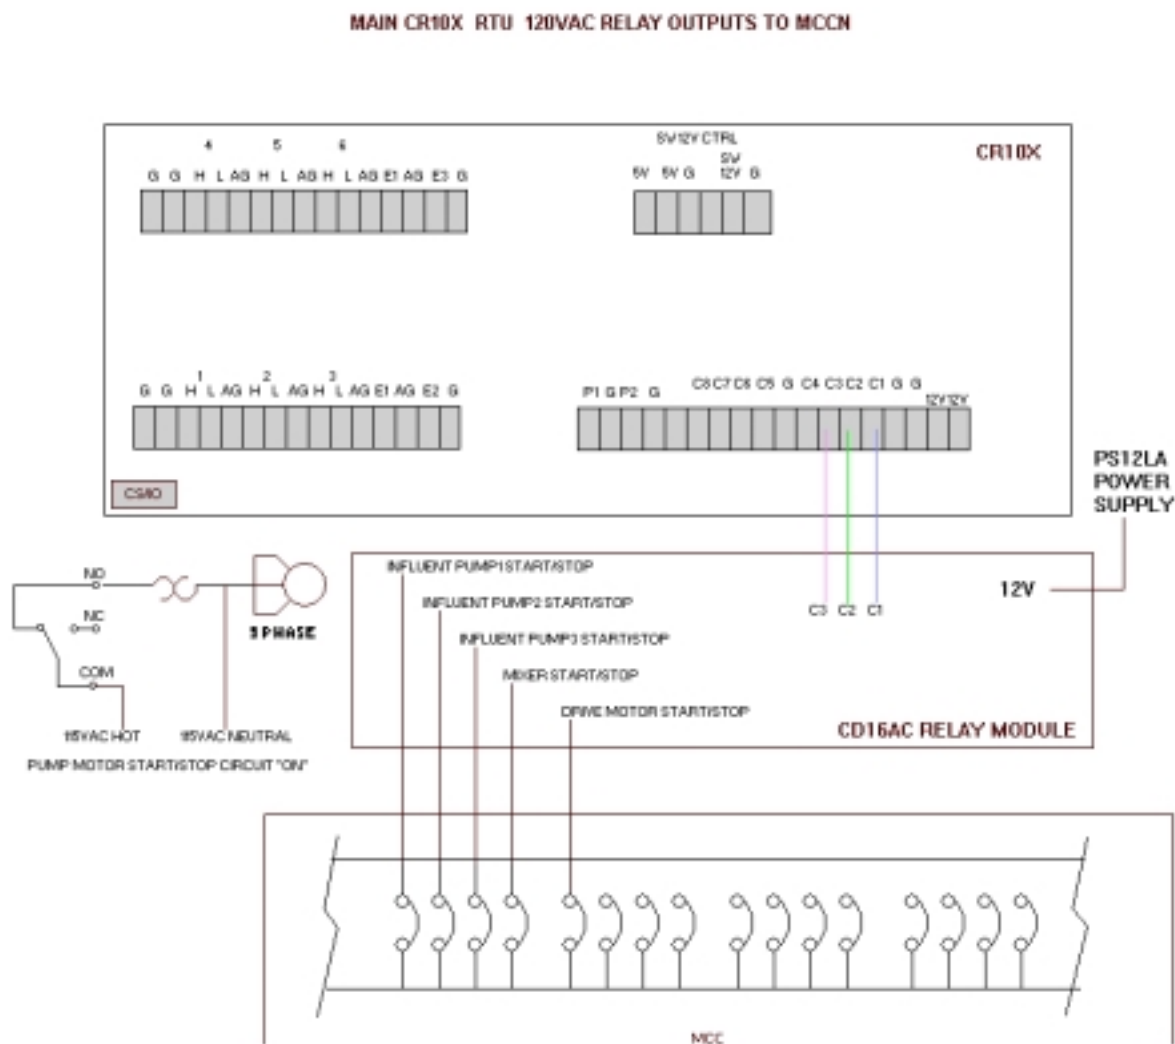 MAIN CR10X RTU 120VAC RELAY OUTPUTS TO MCCN
SW12V CTRL
CR10X
4 5 6
SW
G G H L AG H L AG H L AG E1 AG E3 G
5V 5V G 12V G
1 2 3
G G H L AG H L AG H L AG E1 AG E2 G
P1 G P2 G C8 C7 C6 C5 G C4 C3 C2 C1 G G
12V 12V
PS12LA
POWER
SUPPLY
CS/IO
INFLUENT PUMP1 START/STOP
NO
12V
INFLUENT PUMP2 START/STOP
C3 C2 C1
NC
3 PHASE
INFLUENT PUMP3 START/STOP
COM
MIXER START/STOP
DRIVE MOTOR START/STOP
CD16AC RELAY MODULE
115VAC HOT 115VAC NEUTRAL
PUMP MOTOR START/STOP CIRCUIT "ON"
MCC